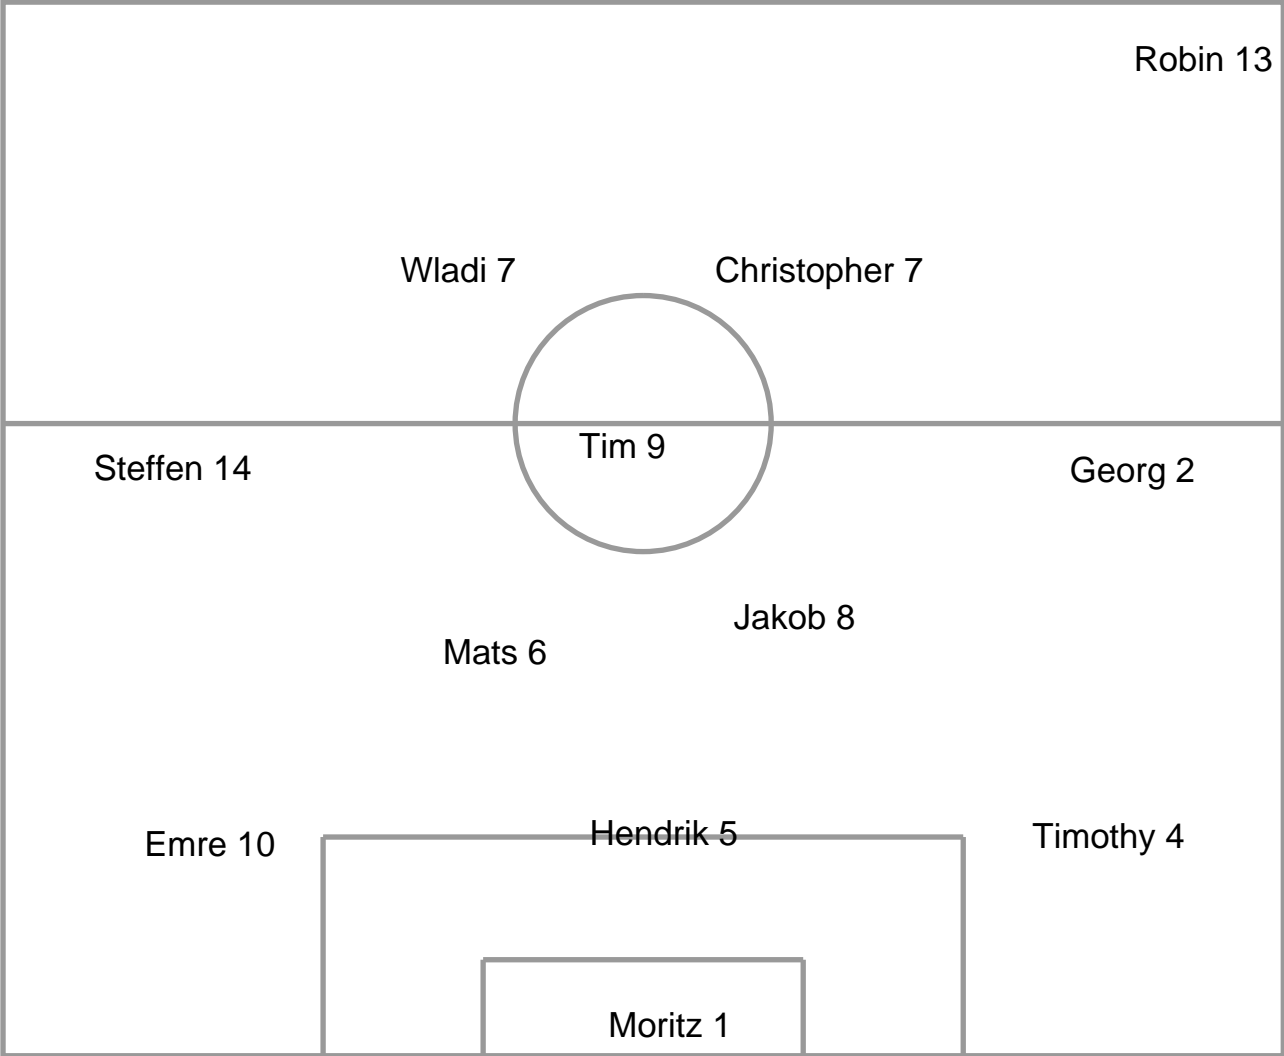 Robin 13
Wladi 7
Christopher 7
Tim 9
Steffen 14
Georg 2
Jakob 8
Mats 6
Hendrik 5
Timothy 4
Emre 10
Moritz 1